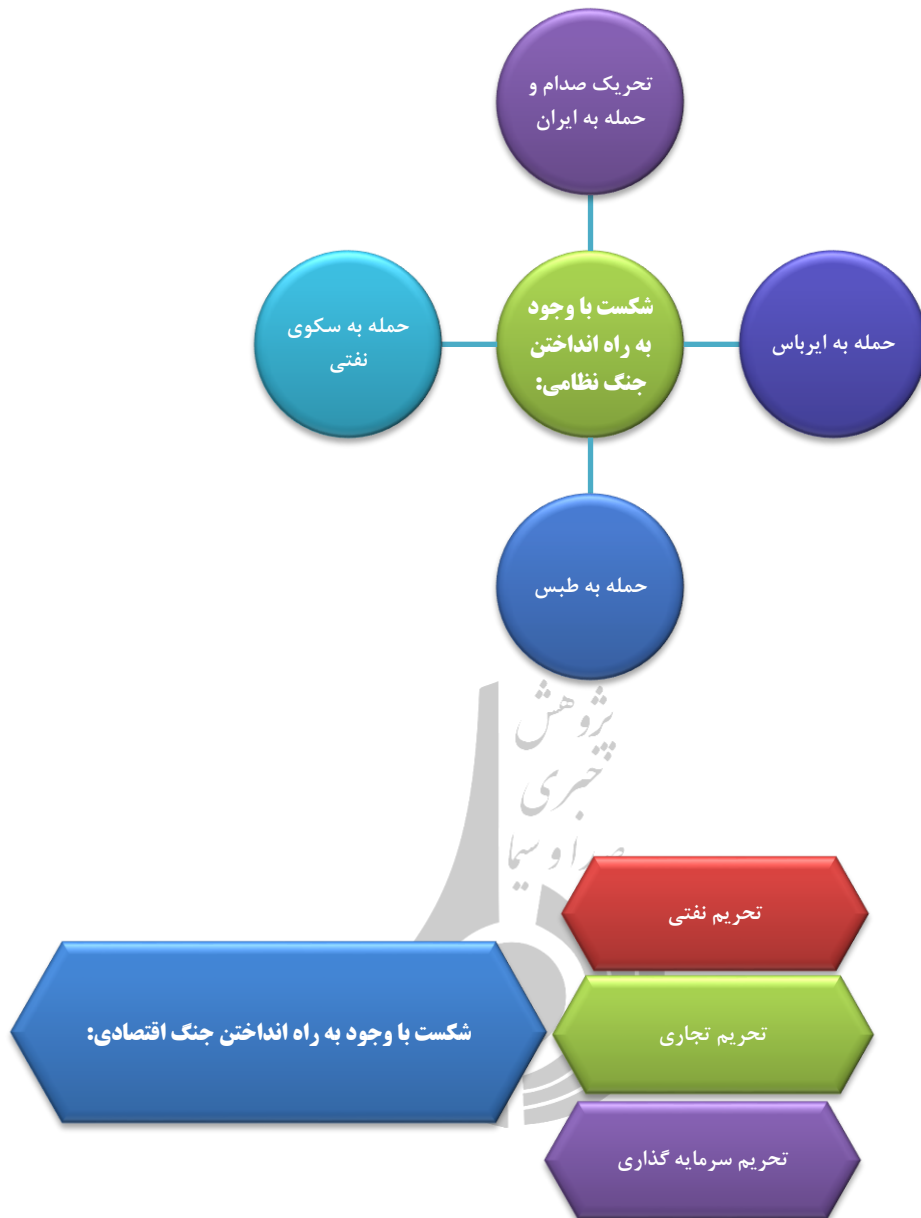 تحریک صدام و
حمله به ایران
حمله به ایرباس
شکست با وجود
به راه انداختن
جنگ نظامی:
حمله به سکوی
نفتی
حمله به طبس
پژوهش
خبری
صدا و سیما
تحریم نفتی
شکست با وجود به راه انداختن جنگ اقتصادی:
تحریم تجاری
تحریم سرمایه گذاری